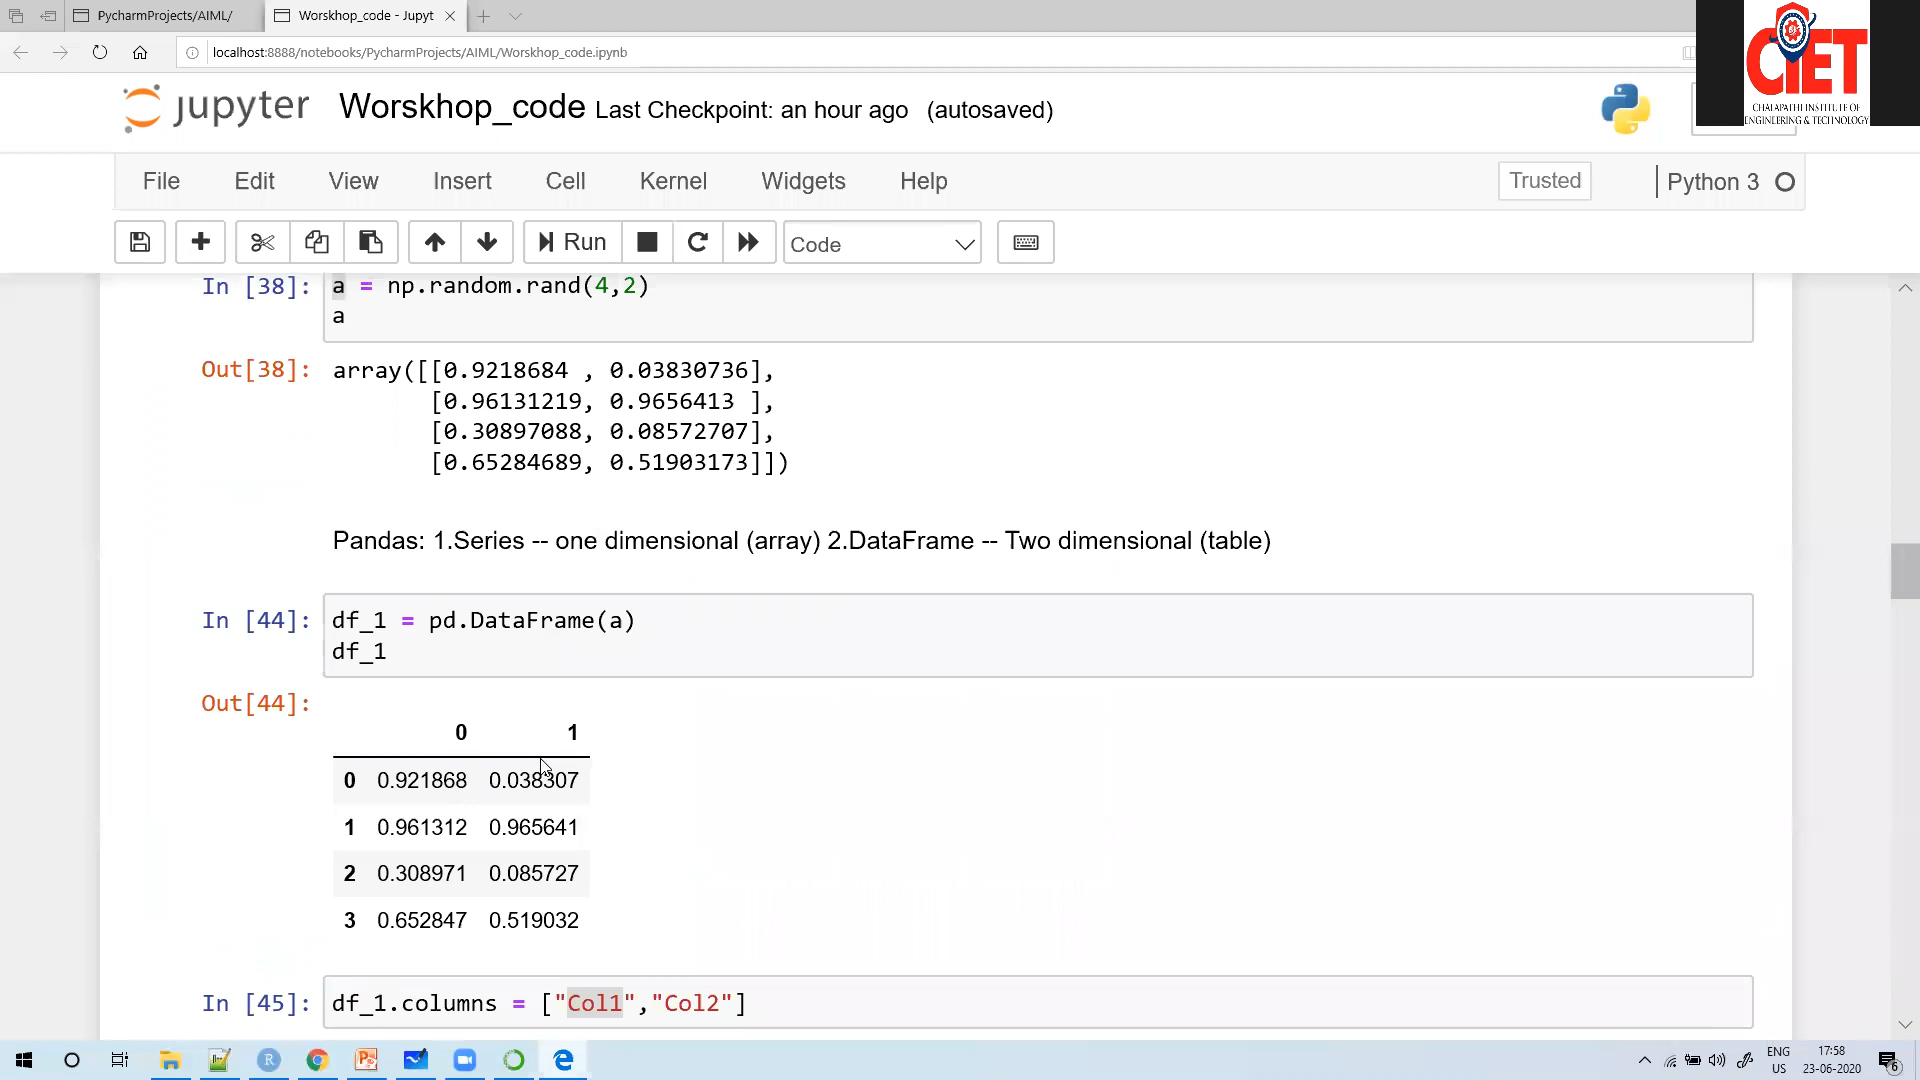 PycharmProjects/AIML/
Worskhop_code - Jupyt
localhost:8888/notebooks/PycharmProjects/AIML/Worskhop_code.ipynb
CIET
CHALAPATHI INSTITUTE OF
ENGINEERING & TECHNOLOGY
jupyter Worskhop_code Last Checkpoint: an hour ago (autosaved)
File Edit View Insert Cell Kernel Widgets Help Trusted Python 3
Run Code
In [38]: a = np.random.rand(4,2)
a
Out[38]: array([[0.9218684 , 0.03830736],
[0.96131219, 0.9656413 ],
[0.30897088, 0.08572707],
[0.65284689, 0.51903173]])
Pandas: 1.Series -- one dimensional (array) 2.DataFrame -- Two dimensional (table)
In [44]: df_1 = pd.DataFrame(a)
df_1
Out[44]:
0 1
0 0.921868 0.038307
1 0.961312 0.965641
2 0.308971 0.085727
3 0.652847 0.519032
In [45]: df_1.columns = ["Col1","Col2"]
ENG
US
17:58
23-06-2020
6